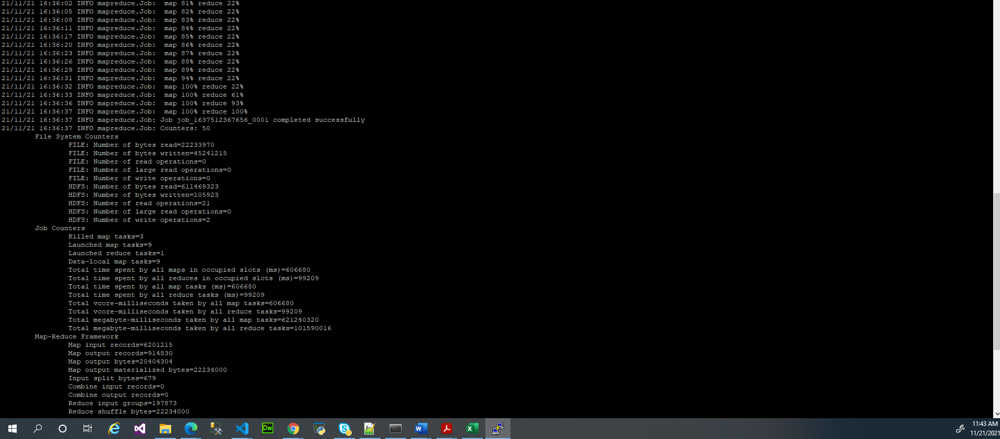 21/11/21 16:36:02 INFO mapreduce.Job:  map 81% reduce 22%
21/11/21 16:36:05 INFO mapreduce.Job:  map 82% reduce 22%
21/11/21 16:36:08 INFO mapreduce.Job:  map 83% reduce 22%
21/11/21 16:36:11 INFO mapreduce.Job:  map 84% reduce 22%
21/11/21 16:36:17 INFO mapreduce.Job:  map 85% reduce 22%
21/11/21 16:36:20 INFO mapreduce.Job:  map 86% reduce 22%
21/11/21 16:36:23 INFO mapreduce.Job:  map 87% reduce 22%
21/11/21 16:36:26 INFO mapreduce.Job:  map 88% reduce 22%
21/11/21 16:36:29 INFO mapreduce.Job:  map 89% reduce 22%
21/11/21 16:36:31 INFO mapreduce.Job:  map 94% reduce 22%
21/11/21 16:36:32 INFO mapreduce.Job:  map 100% reduce 22%
21/11/21 16:36:33 INFO mapreduce.Job:  map 100% reduce 61%
21/11/21 16:36:36 INFO mapreduce.Job:  map 100% reduce 93%
21/11/21 16:36:37 INFO mapreduce.Job:  map 100% reduce 100%
21/11/21 16:36:37 INFO mapreduce.Job: Job job_1637512367656_0001 completed successfully
21/11/21 16:36:37 INFO mapreduce.Job: Counters: 50
File System Counters
FILE: Number of bytes read=22233970
FILE: Number of bytes written=45241215
FILE: Number of read operations=0
FILE: Number of large read operations=0
FILE: Number of write operations=0
HDFS: Number of bytes read=611469323
HDFS: Number of bytes written=105923
HDFS: Number of read operations=21
HDFS: Number of large read operations=0
HDFS: Number of write operations=2
Job Counters
Killed map tasks=3
Launched map tasks=9
Launched reduce tasks=1
Data-local map tasks=9
Total time spent by all maps in occupied slots (ms)=606680
Total time spent by all reduces in occupied slots (ms)=99209
Total time spent by all map tasks (ms)=606680
Total time spent by all reduce tasks (ms)=99209
Total vcore-milliseconds taken by all map tasks=606680
Total vcore-milliseconds taken by all reduce tasks=99209
Total megabyte-milliseconds taken by all map tasks=621240320
Total megabyte-milliseconds taken by all reduce tasks=101590016
Map-Reduce Framework
Map input records=6201215
Map output records=914830
Map output bytes=20404304
Map output materialized bytes=22234000
Input split bytes=679
Combine input records=0
Combine output records=0
Reduce input groups=197873
Reduce shuffle bytes=22234000
Dw
11:43 AM
11/21/2021